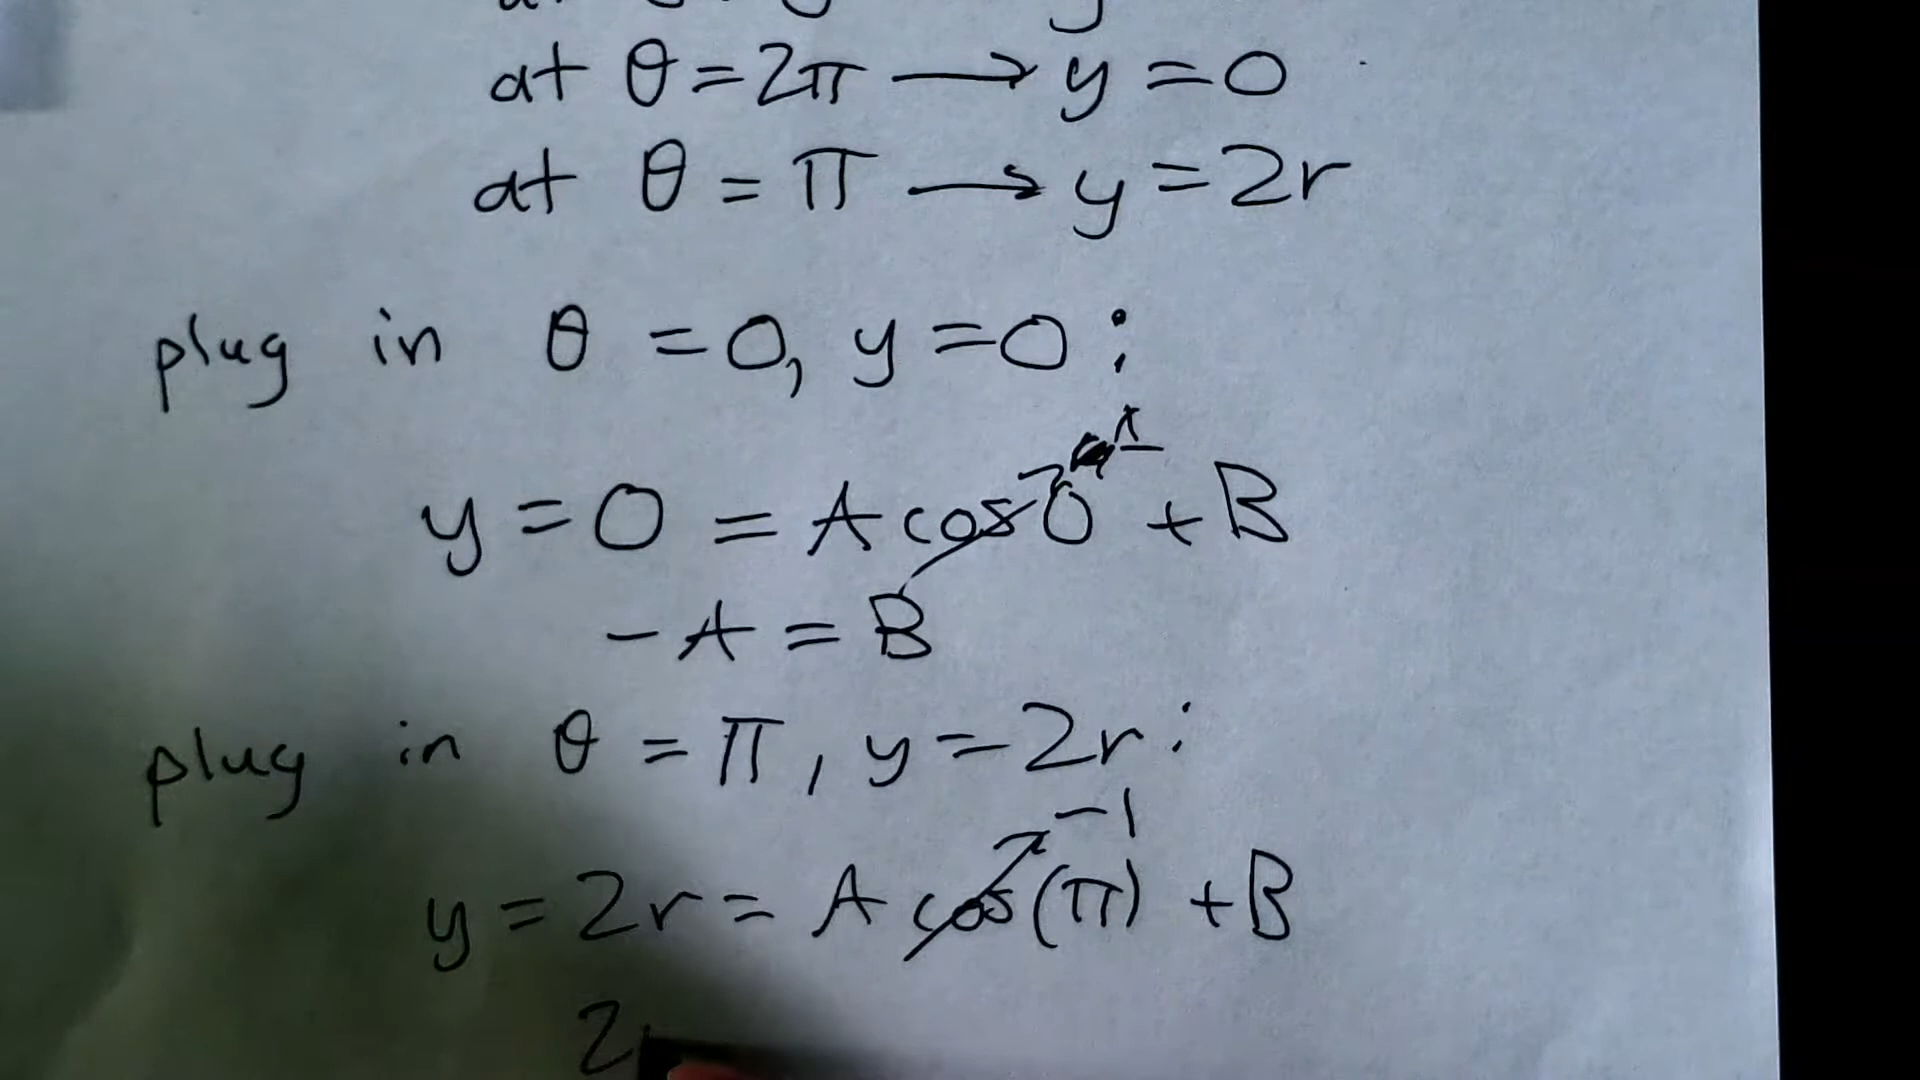 at θ = 2π → y = 0
at θ = π → y = 2r
plug in θ = 0, y = 0 :
1
y = 0 = A cos 0 + B
-A = B
plug in θ = π, y = 2r :
-1
y = 2r = A cos(π) + B
2